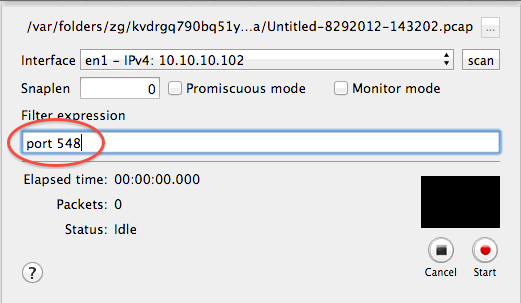 /var/folders/zg/kvdrgq790bq51y...a/Untitled-8292012-143202.pcap ...
Interface en1 - IPv4: 10.10.10.102 scan
Snaplen 0 Promiscuous mode Monitor mode
Filter expression
port 548
Elapsed time: 00:00:00.000
Packets: 0
Status: Idle
? Cancel Start